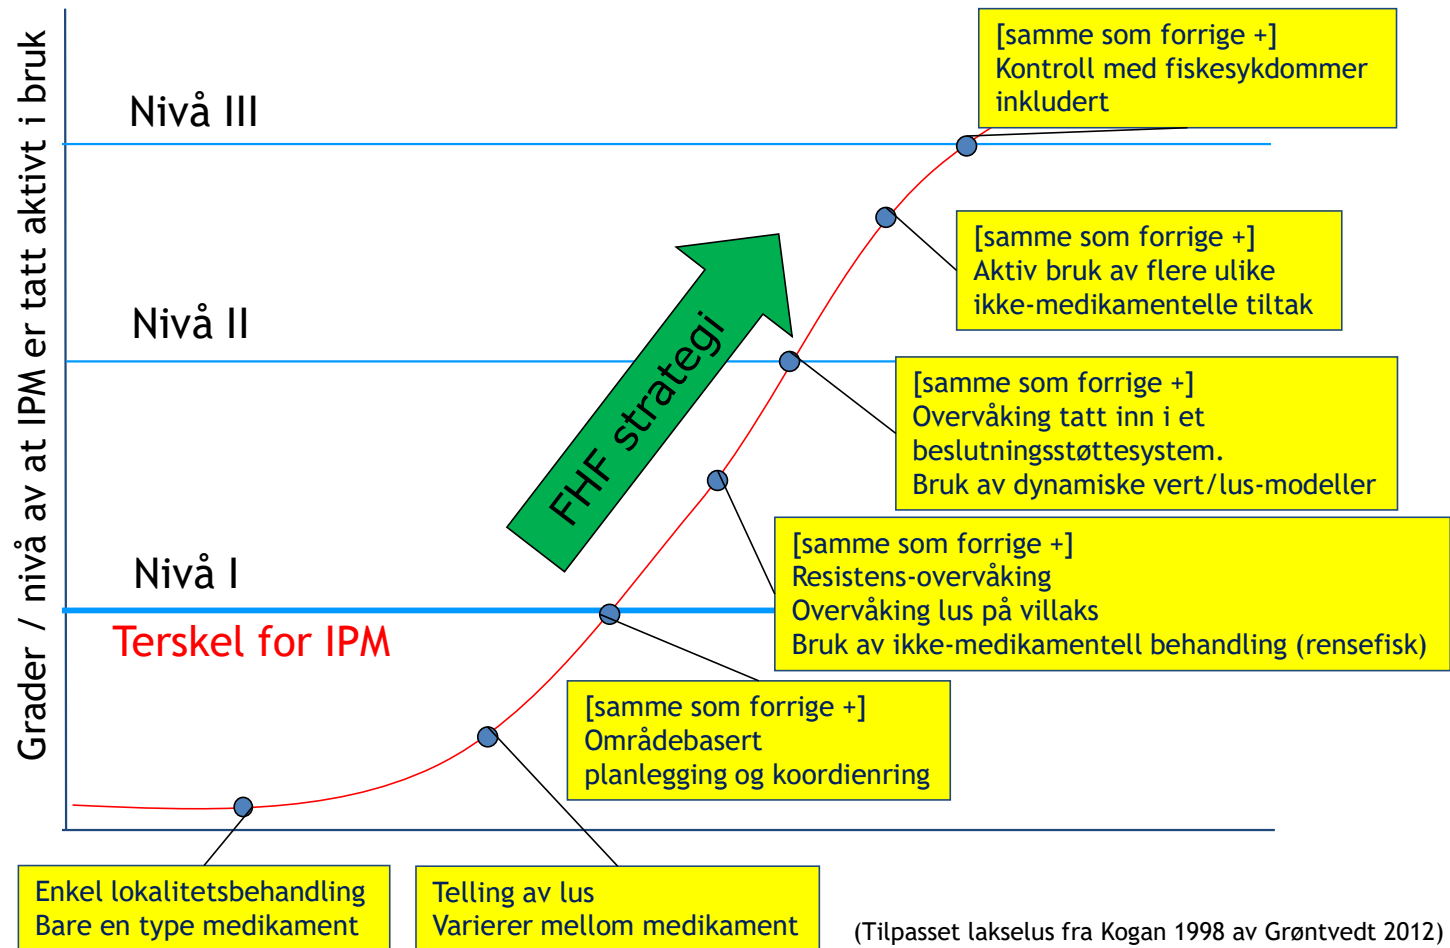 Grader / nivå av at IPM er tatt aktivt i bruk
[samme som forrige +]
Kontroll med fiskesykdommer
inkludert
Nivå III
[samme som forrige +]
Aktiv bruk av flere ulike
ikke-medikamentelle tiltak
Nivå II
FHF strategi
[samme som forrige +]
Overvåking tatt inn i et
beslutningsstøttesystem.
Bruk av dynamiske vert/lus-modeller
Nivå I
Terskel for IPM
[samme som forrige +]
Resistens-overvåking
Overvåking lus på villaks
Bruk av ikke-medikamentell behandling (rensefisk)
[samme som forrige +]
Områdebasert
planlegging og koordienring
Enkel lokalitetsbehandling
Bare en type medikament
Telling av lus
Varierer mellom medikament
(Tilpasset lakselus fra Kogan 1998 av Grøntvedt 2012)